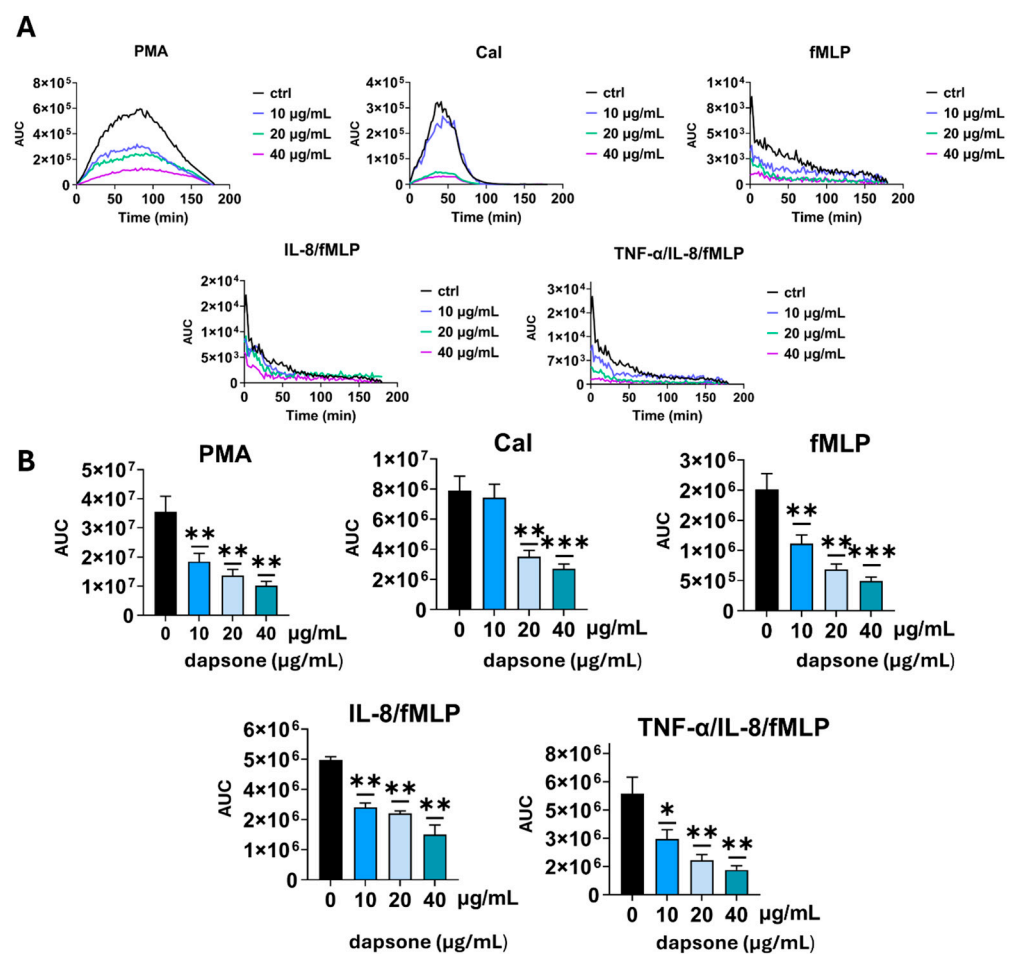 A
PMA
8×10⁵
6×10⁵
4×10⁵
2×10⁵
0
AUC
0 50 100 150 200
Time (min)
ctrl
10 µg/mL
20 µg/mL
40 µg/mL
Cal
4×10⁵
3×10⁵
2×10⁵
1×10⁵
0
AUC
0 50 100 150 200
Time (min)
ctrl
10 µg/mL
20 µg/mL
40 µg/mL
fMLP
1×10⁴
8×10³
5×10³
3×10³
0
AUC
0 50 100 150 200
Time (min)
ctrl
10 µg/mL
20 µg/mL
40 µg/mL
IL-8/fMLP
2×10⁴
2×10⁴
1×10⁴
5×10³
0
AUC
0 50 100 150 200
Time (min)
ctrl
10 µg/mL
20 µg/mL
40 µg/mL
TNF-α/IL-8/fMLP
3×10⁴
2×10⁴
1×10⁴
7×10³
0
AUC
0 50 100 150 200
Time (min)
ctrl
10 µg/mL
20 µg/mL
40 µg/mL
B
PMA
5×10⁷
4×10⁷
3×10⁷
2×10⁷
1×10⁷
0
AUC
** ** **
0 10 20 40 µg/mL
dapsone (µg/mL)
Cal
1×10⁷
8×10⁶
6×10⁶
4×10⁶
2×10⁶
0
AUC
** ***
0 10 20 40 µg/mL
dapsone (µg/mL)
fMLP
3×10⁶
2×10⁶
2×10⁶
1×10⁶
5×10⁵
0
AUC
** ** ***
0 10 20 40 µg/mL
dapsone (µg/mL)
IL-8/fMLP
6×10⁶
5×10⁶
4×10⁶
2×10⁶
1×10⁶
0
AUC
** ** **
0 10 20 40 µg/mL
dapsone (µg/mL)
TNF-α/IL-8/fMLP
8×10⁶
6×10⁶
5×10⁶
3×10⁶
2×10⁶
0
AUC
* ** **
0 10 20 40 µg/mL
dapsone (µg/mL)